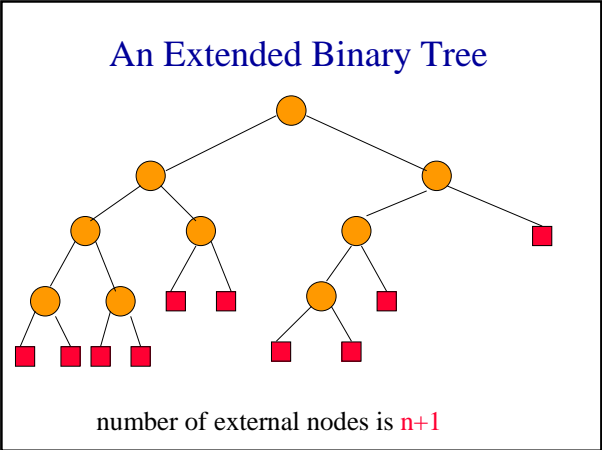 An Extended Binary Tree
number of external nodes is n+1